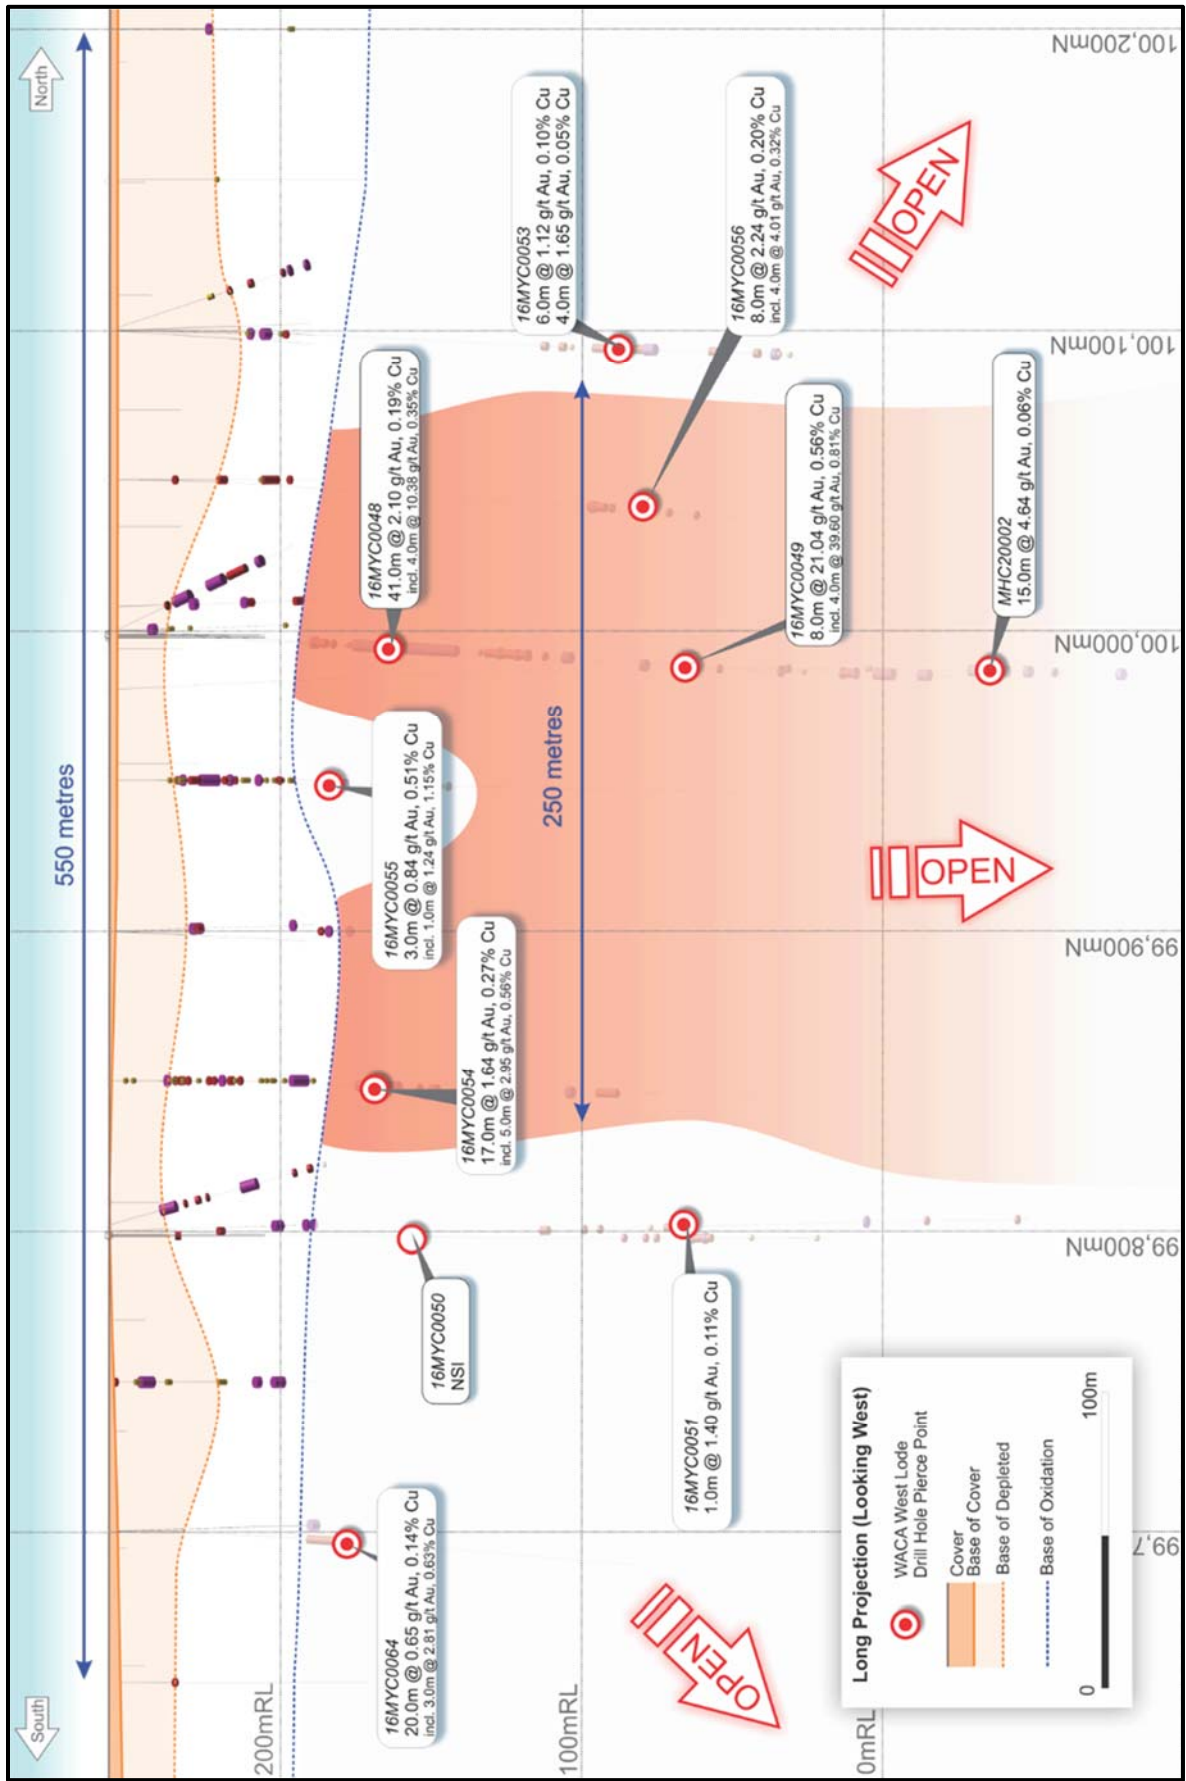 South
North
550 metres
200mRL
100mRL
0mRL
250 metres
99,7
99,800mN
99,900mN
100,000mN
100,100mN
100,200mN
16MYC0064
20.0m @ 0.65 g/t Au, 0.14% Cu
incl. 3.0m @ 2.81 g/t Au, 0.63% Cu
16MYC0050
NSI
16MYC0051
1.0m @ 1.40 g/t Au, 0.11% Cu
16MYC0054
17.0m @ 1.64 g/t Au, 0.27% Cu
incl. 5.0m @ 2.95 g/t Au, 0.56% Cu
16MYC0055
3.0m @ 0.84 g/t Au, 0.51% Cu
incl. 1.0m @ 1.24 g/t Au, 1.15% Cu
16MYC0048
41.0m @ 2.10 g/t Au, 0.19% Cu
incl. 4.0m @ 10.38 g/t Au, 0.35% Cu
16MYC0053
6.0m @ 1.12 g/t Au, 0.10% Cu
4.0m @ 1.65 g/t Au, 0.05% Cu
16MYC0056
8.0m @ 2.24 g/t Au, 0.20% Cu
incl. 4.0m @ 4.01 g/t Au, 0.32% Cu
16MYC0049
8.0m @ 21.04 g/t Au, 0.56% Cu
incl. 4.0m @ 39.60 g/t Au, 0.81% Cu
MHC20002
15.0m @ 4.64 g/t Au, 0.06% Cu
OPEN
OPEN
OPEN
Long Projection (Looking West)
WACA West Lode
Drill Hole Pierce Point
Cover
Base of Cover
Base of Depleted
Base of Oxidation
0
100m